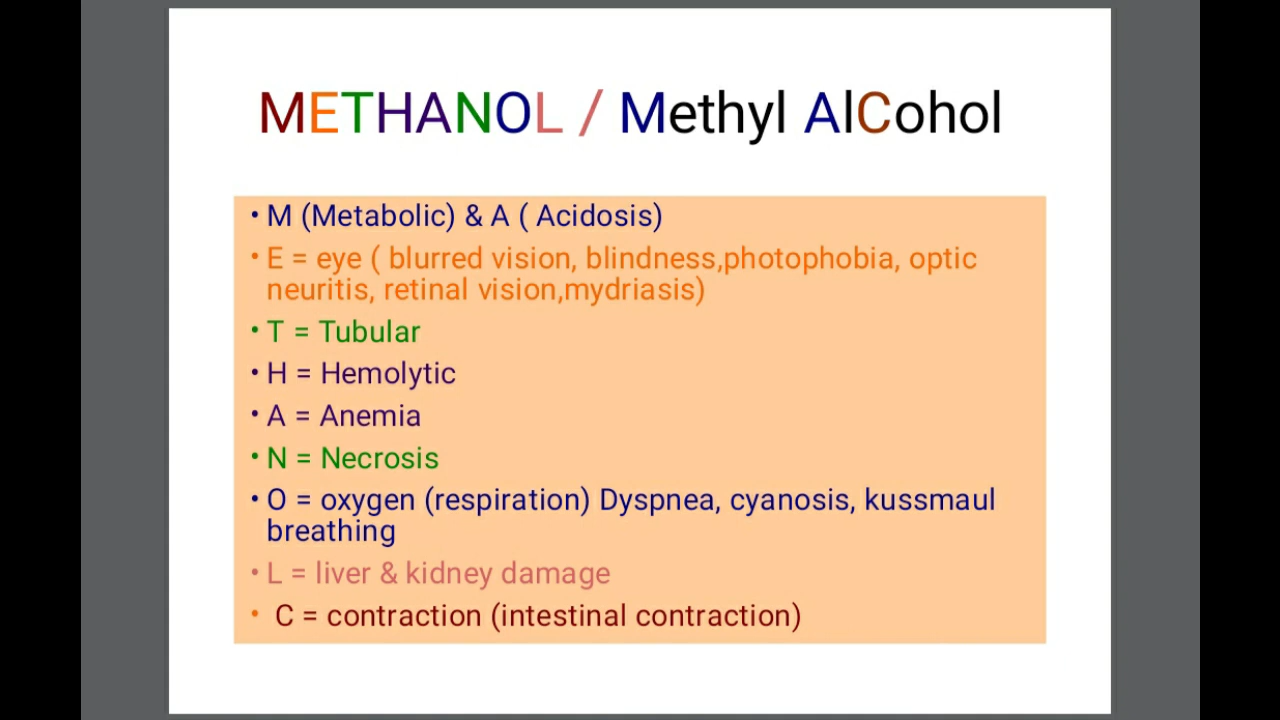 METHANOL / Methyl AlCohol
• M (Metabolic) & A ( Acidosis)
• E = eye ( blurred vision, blindness,photophobia, optic
neuritis, retinal vision,mydriasis)
• T = Tubular
• H = Hemolytic
• A = Anemia
• N = Necrosis
• O = oxygen (respiration) Dyspnea, cyanosis, kussmaul
breathing
• L = liver & kidney damage
• C = contraction (intestinal contraction)